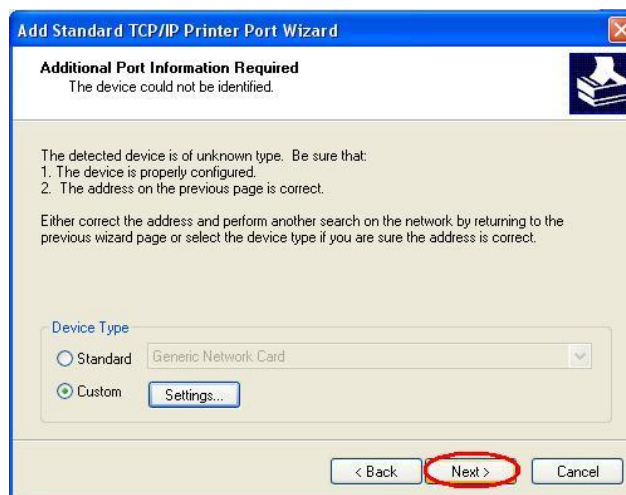 Add Standard TCP/IP Printer Port Wizard
Additional Port Information Required
The device could not be identified.
The detected device is of unknown type. Be sure that:
1. The device is properly configured.
2. The address on the previous page is correct.
Either correct the address and perform another search on the network by returning to the
previous wizard page or select the device type if you are sure the address is correct.
Device Type
Standard
Generic Network Card
Custom
Settings...
< Back
Next >
Cancel